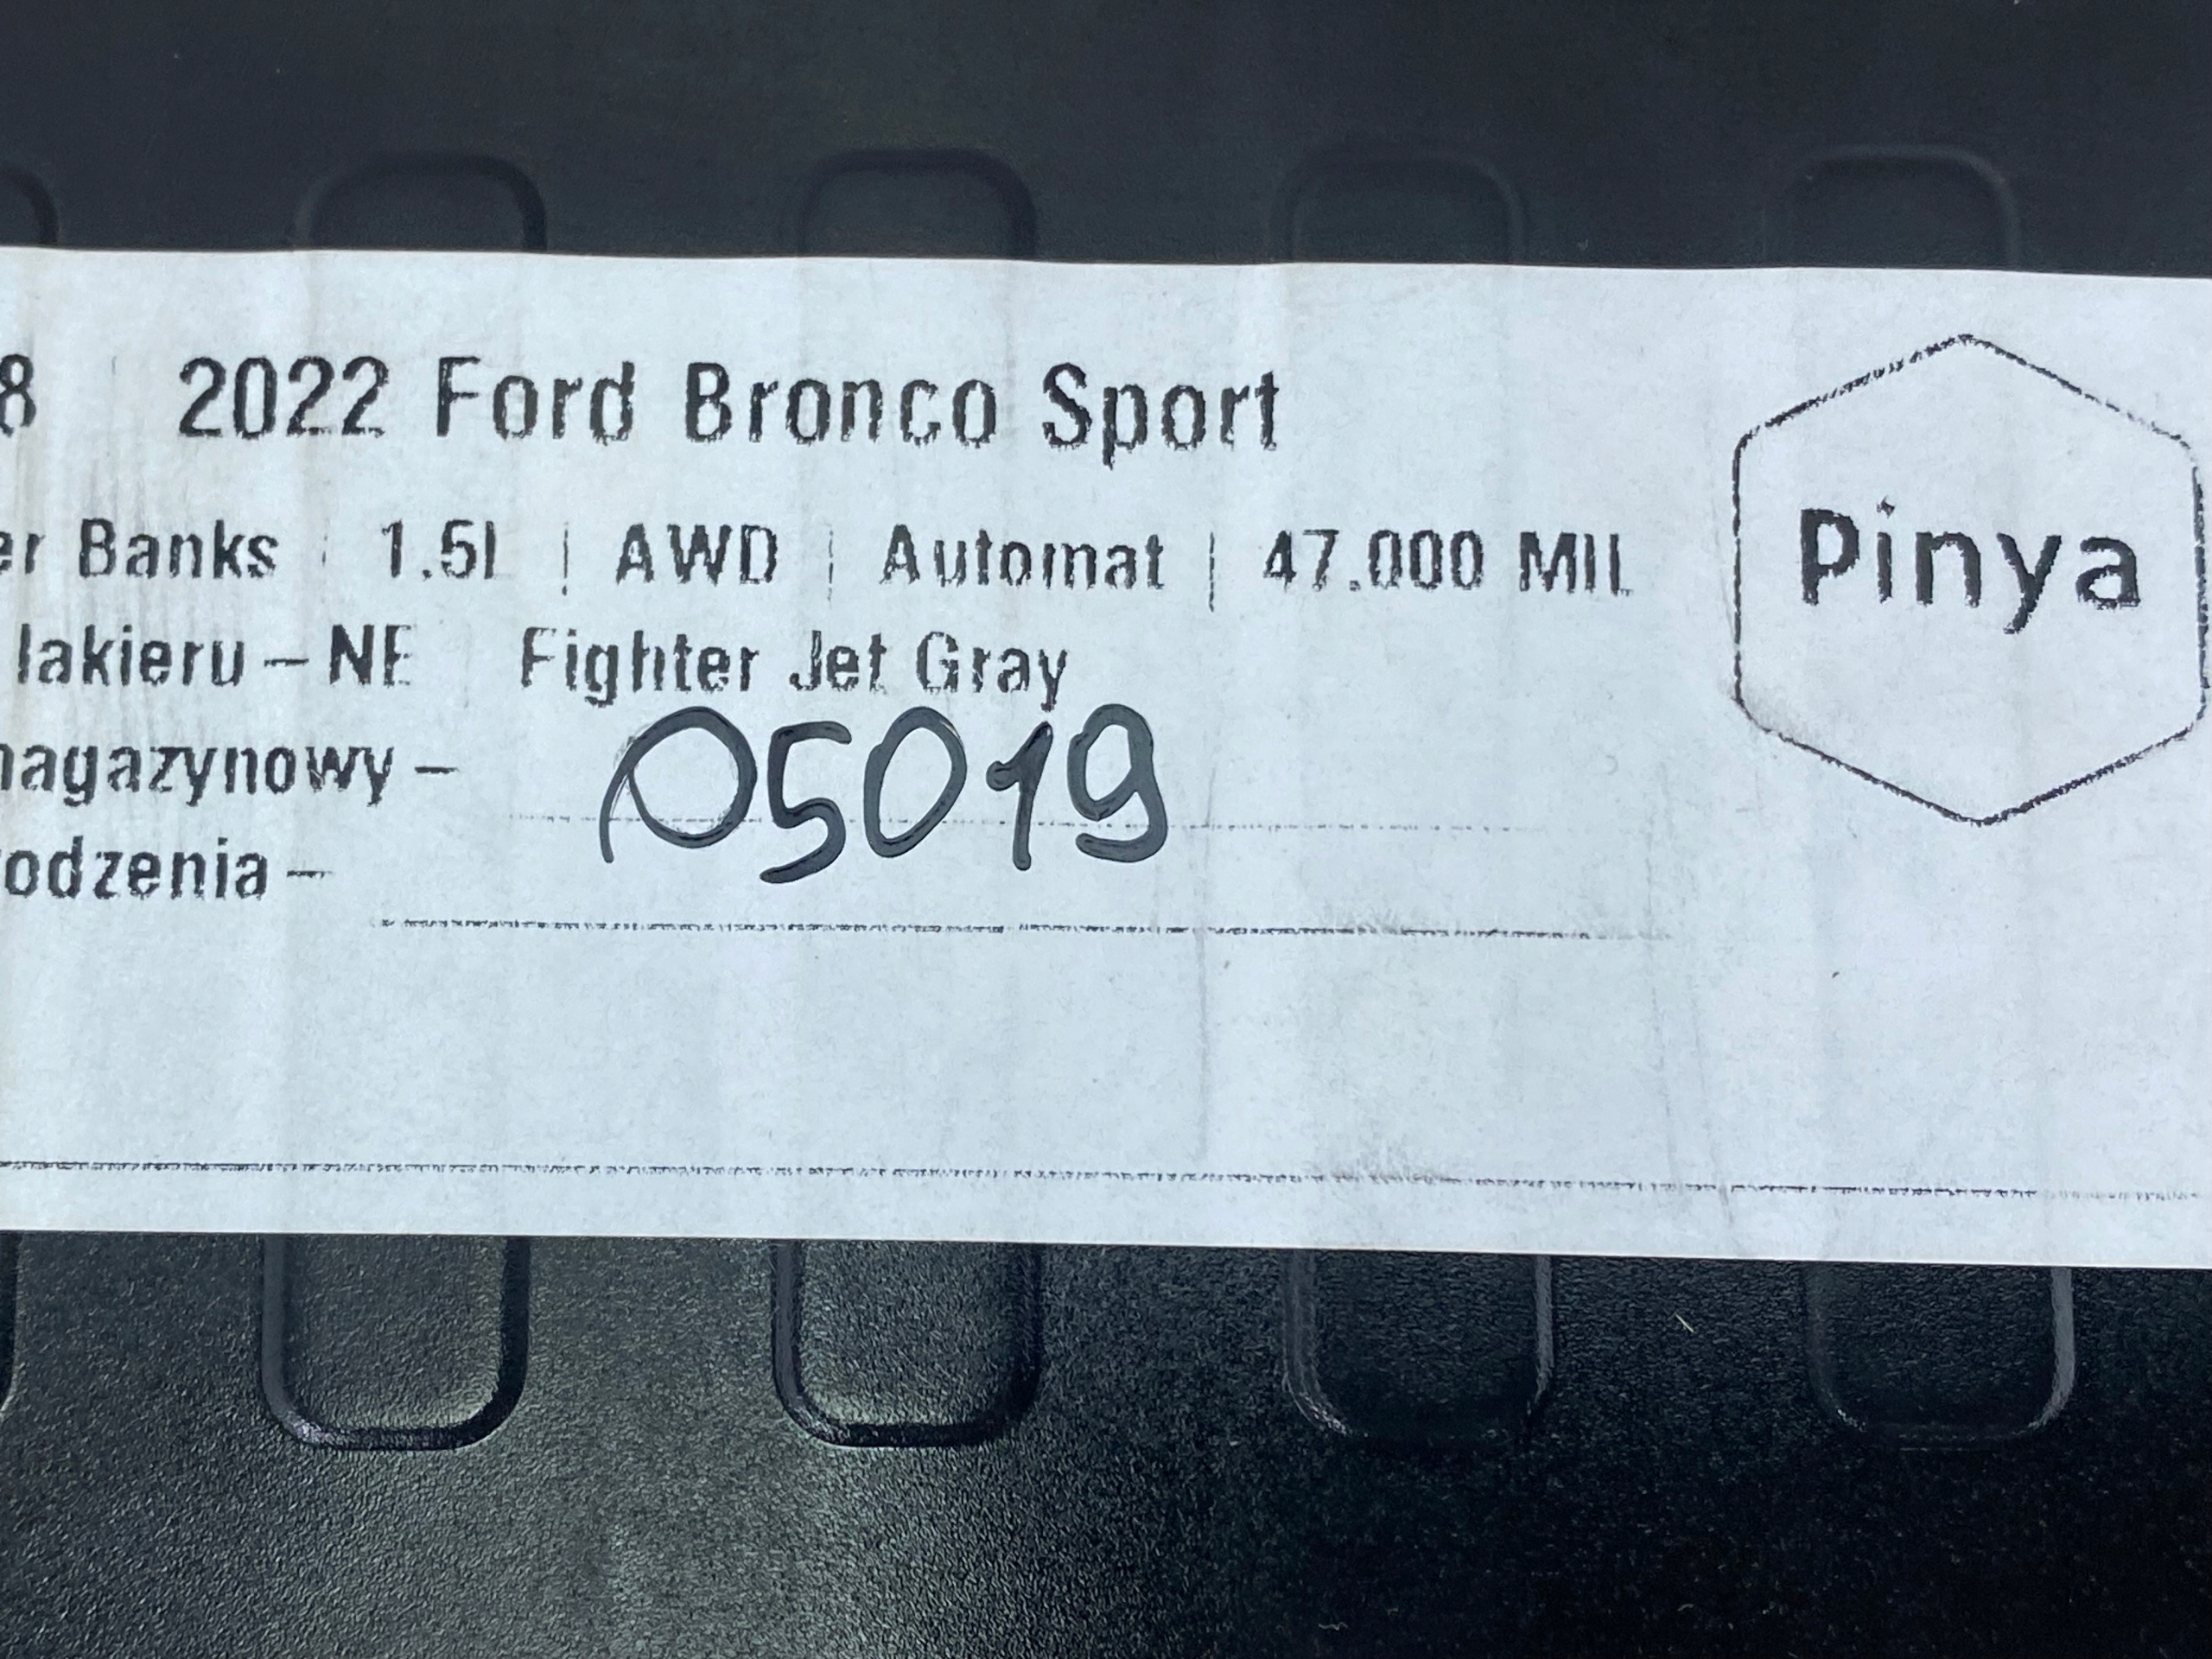 8 | 2022 Ford Bronco Sport
er Banks | 1.5l | AWD | Automat | 47.000 MIL
Pinya
lakieru – NE Fighter Jet Gray
magazynowy – 05019
odzenia –